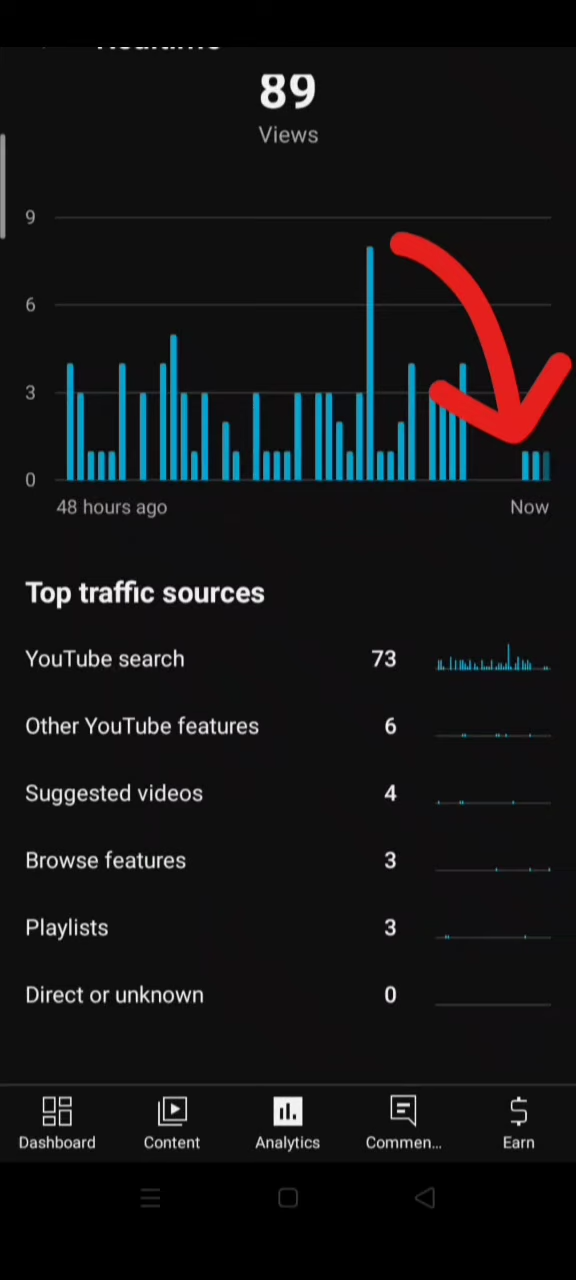 Realtime
89
Views
9
6
3
0
48 hours ago
Now
Top traffic sources
YouTube search 73
Other YouTube features 6
Suggested videos 4
Browse features 3
Playlists 3
Direct or unknown 0
Dashboard
Content
Analytics
Commen...
Earn